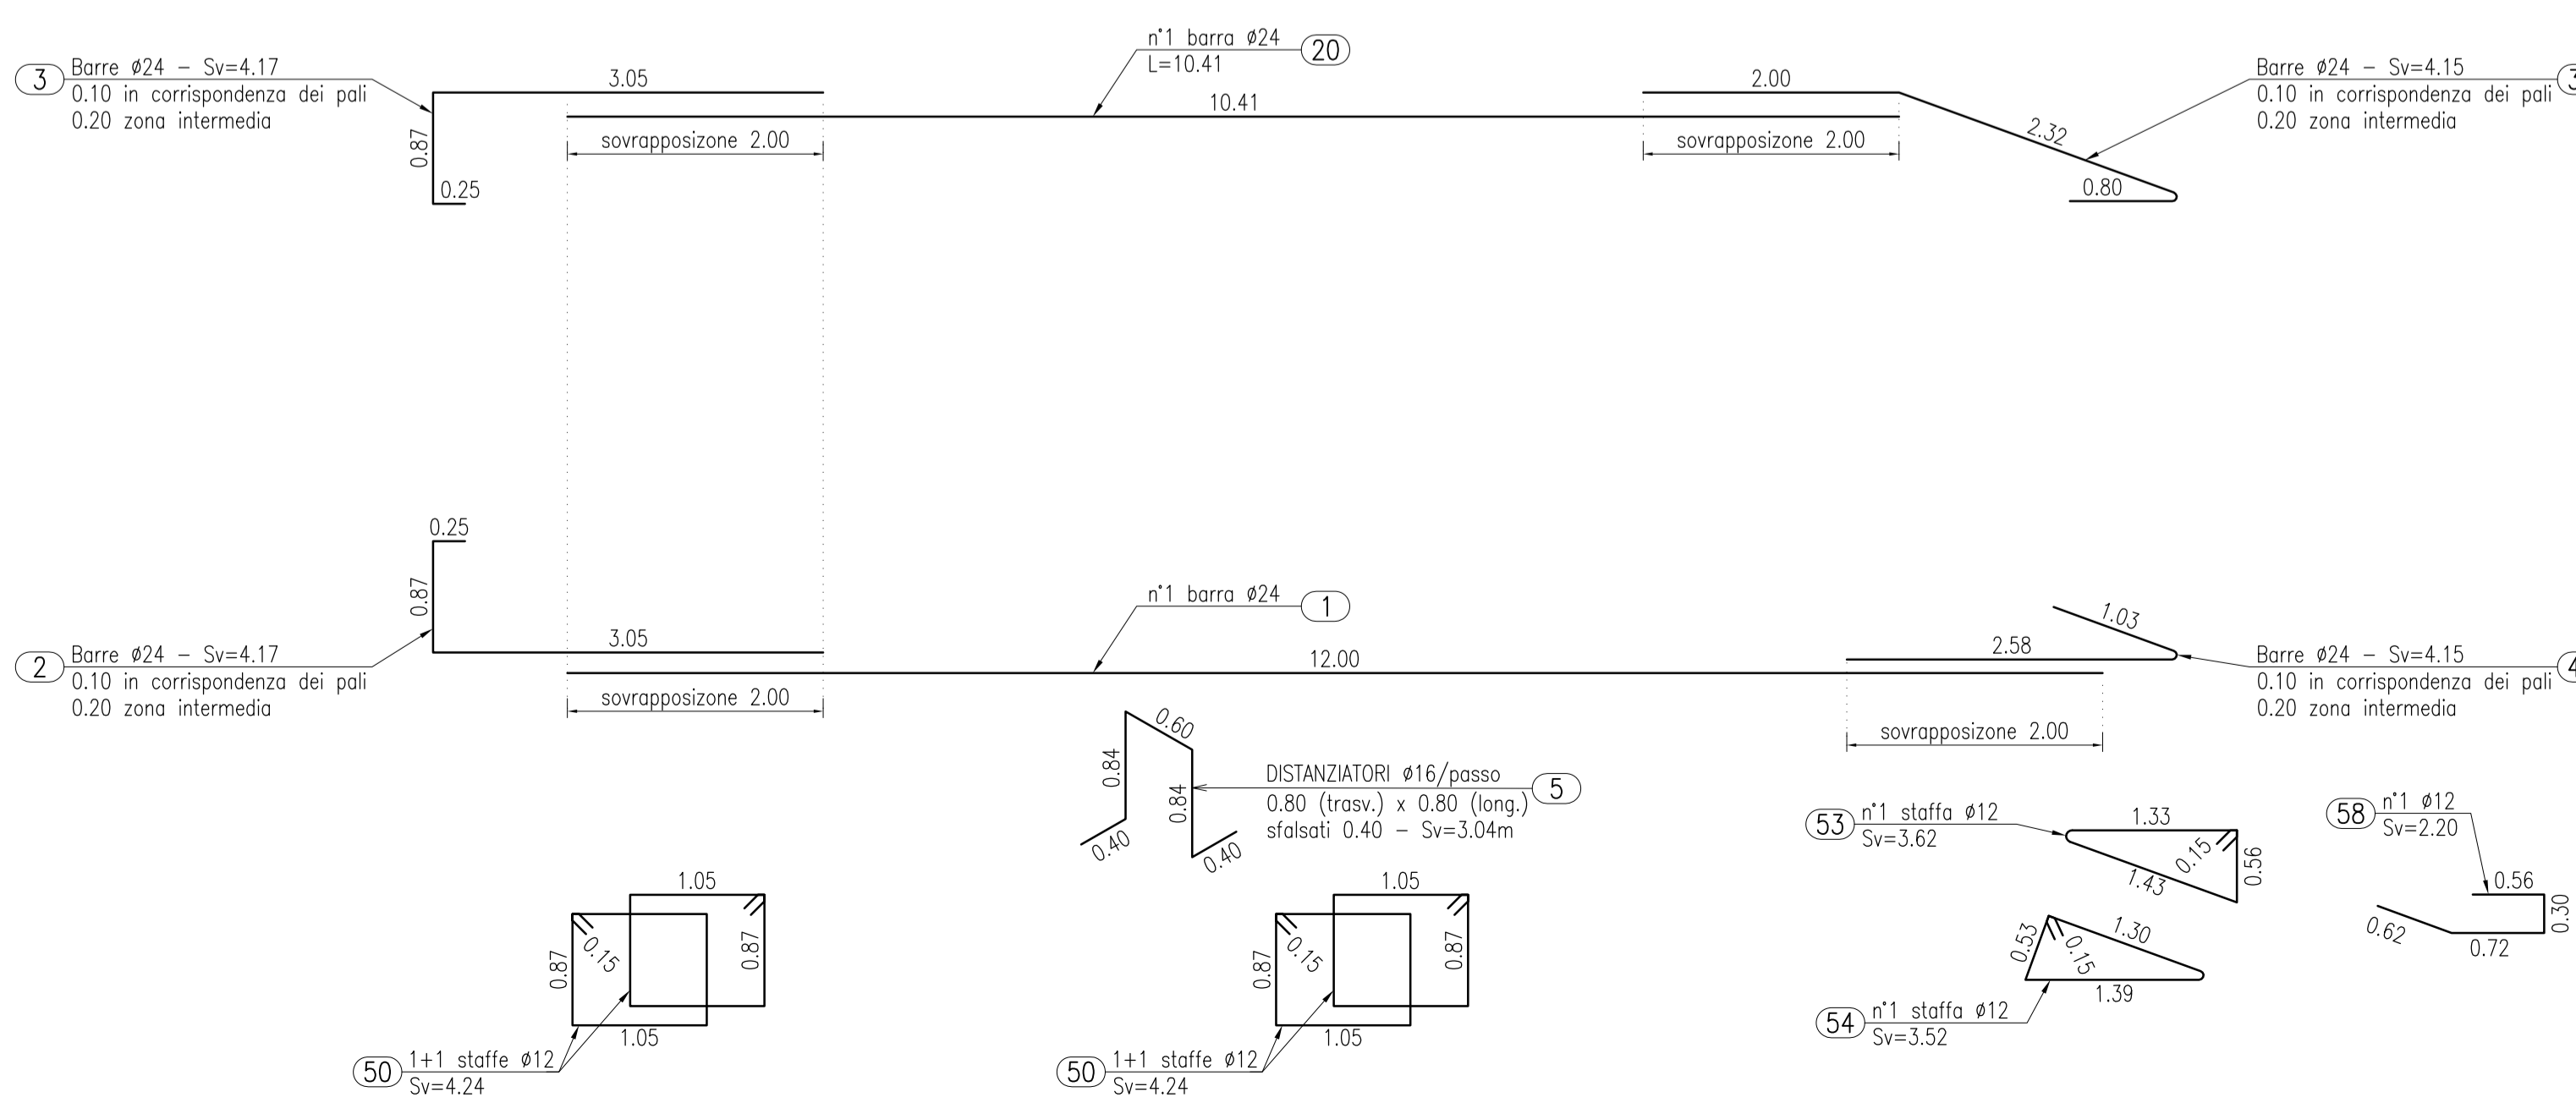 n°1 barra ø24
L=10.41
20
3
Barre ø24 – Sv=4.17
0.10 in corrispondenza dei pali
0.20 zona intermedia
3.05
0.87
0.25
sovrapposizone 2.00
10.41
2.00
sovrapposizone 2.00
2.32
0.80
Barre ø24 – Sv=4.15
0.10 in corrispondenza dei pali
0.20 zona intermedia
0.25
0.87
3.05
2
Barre ø24 – Sv=4.17
0.10 in corrispondenza dei pali
0.20 zona intermedia
sovrapposizone 2.00
n°1 barra ø24
1
12.00
1.03
2.58
sovrapposizone 2.00
Barre ø24 – Sv=4.15
0.10 in corrispondenza dei pali
0.20 zona intermedia
0.60
0.84
0.84
0.40
0.40
DISTANZIATORI ø16/passo
0.80 (trasv.) x 0.80 (long.)
sfalsati 0.40 – Sv=3.04m
5
53
n°1 staffa ø12
Sv=3.62
1.33
0.15
0.56
1.43
58
n°1 ø12
Sv=2.20
0.56
0.30
0.62
0.72
1.05
0.87
0.15
0.87
1.05
50
1+1 staffe ø12
Sv=4.24
1.05
0.87
0.15
0.87
1.05
50
1+1 staffe ø12
Sv=4.24
0.53
0.15
1.30
1.39
54
n°1 staffa ø12
Sv=3.52